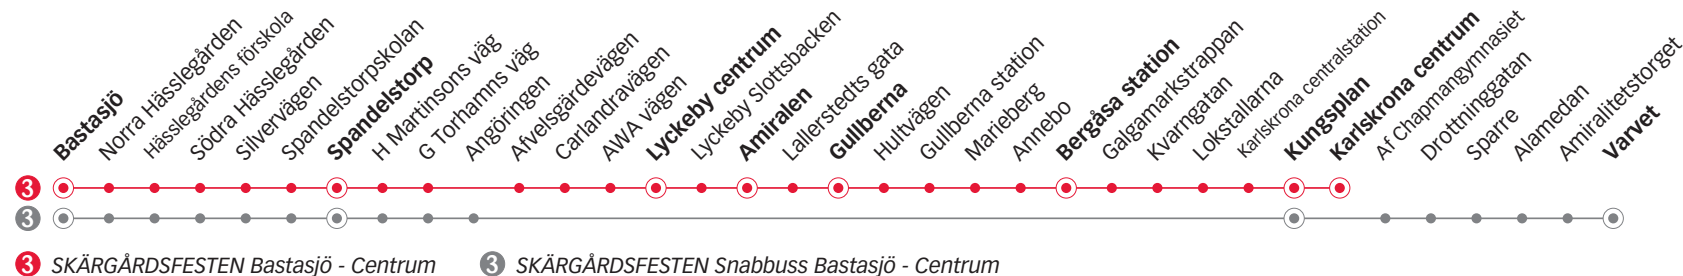 Bastasjö
Norra Hässlegården
Hässlegårdens förskola
Södra Hässlegården
Silvervägen
Spandelstorpskolan
Spandelstorp
H Martinsons väg
G Torhamns väg
Angöringen
Afvelsgärdevägen
Carlandravägen
AWA vägen
Lyckeby centrum
Lyckeby Slottsbacken
Amiralen
Lallerstedts gata
Gullberna
Hultvägen
Gullberna station
Marieberg
Annebo
Bergåsa station
Galgamarkstrappan
Kvarngatan
Lokstallarna
Karlskrona centralstation
Kungsplan
Karlskrona centrum
Af Chapmangymnasiet
Drottninggatan
Sparre
Alamedan
Amiralitetstorget
Varvet
3
3
3 SKÄRGÅRDSFESTEN Bastasjö - Centrum
3 SKÄRGÅRDSFESTEN Snabbuss Bastasjö - Centrum